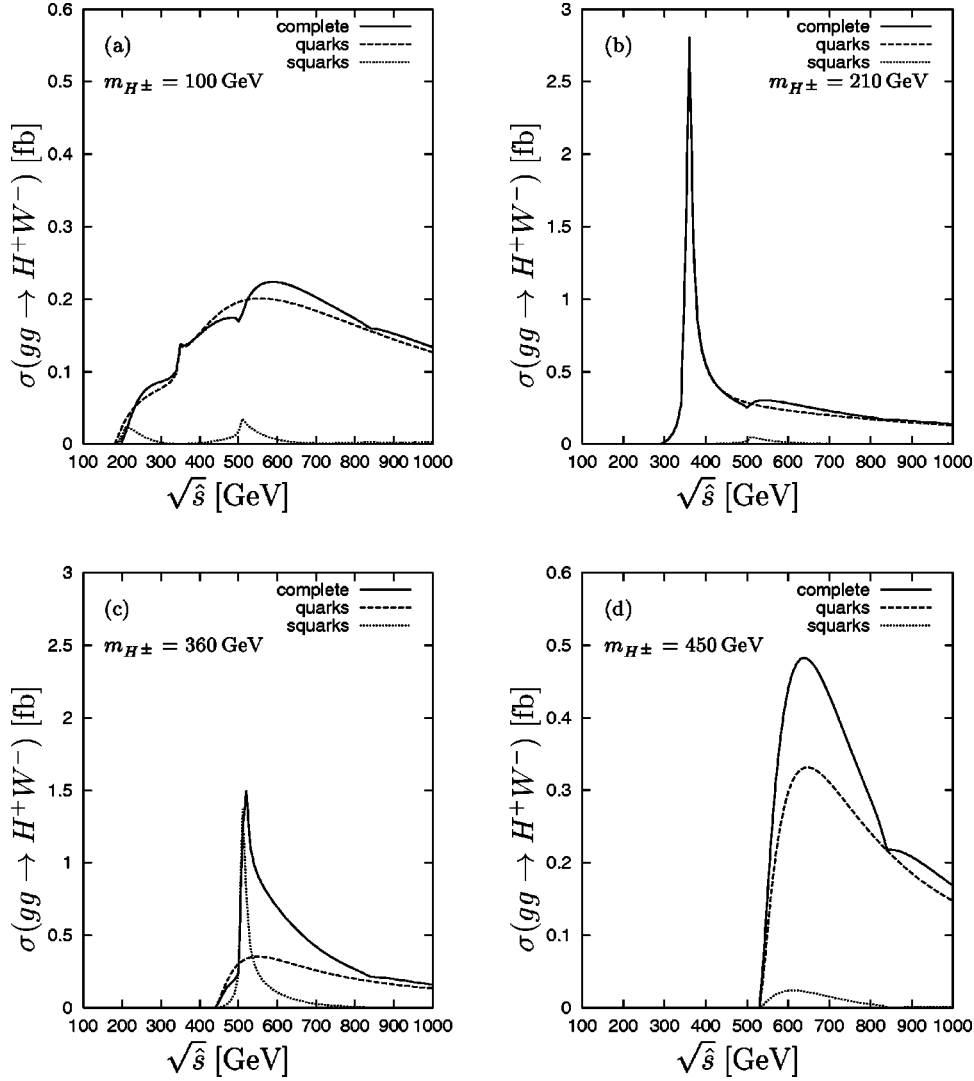 (a)
complete
quarks
squarks
m_{H^±} = 100 GeV
σ(gg → H⁺W⁻) [fb]
0.6
0.5
0.4
0.3
0.2
0.1
0
100 200 300 400 500 600 700 800 900 1000
√ŝ [GeV]
(b)
complete
quarks
squarks
m_{H^±} = 210 GeV
σ(gg → H⁺W⁻) [fb]
3
2.5
2
1.5
1
0.5
0
100 200 300 400 500 600 700 800 900 1000
√ŝ [GeV]
(c)
complete
quarks
squarks
m_{H^±} = 360 GeV
σ(gg → H⁺W⁻) [fb]
3
2.5
2
1.5
1
0.5
0
100 200 300 400 500 600 700 800 900 1000
√ŝ [GeV]
(d)
complete
quarks
squarks
m_{H^±} = 450 GeV
σ(gg → H⁺W⁻) [fb]
0.6
0.5
0.4
0.3
0.2
0.1
0
100 200 300 400 500 600 700 800 900 1000
√ŝ [GeV]